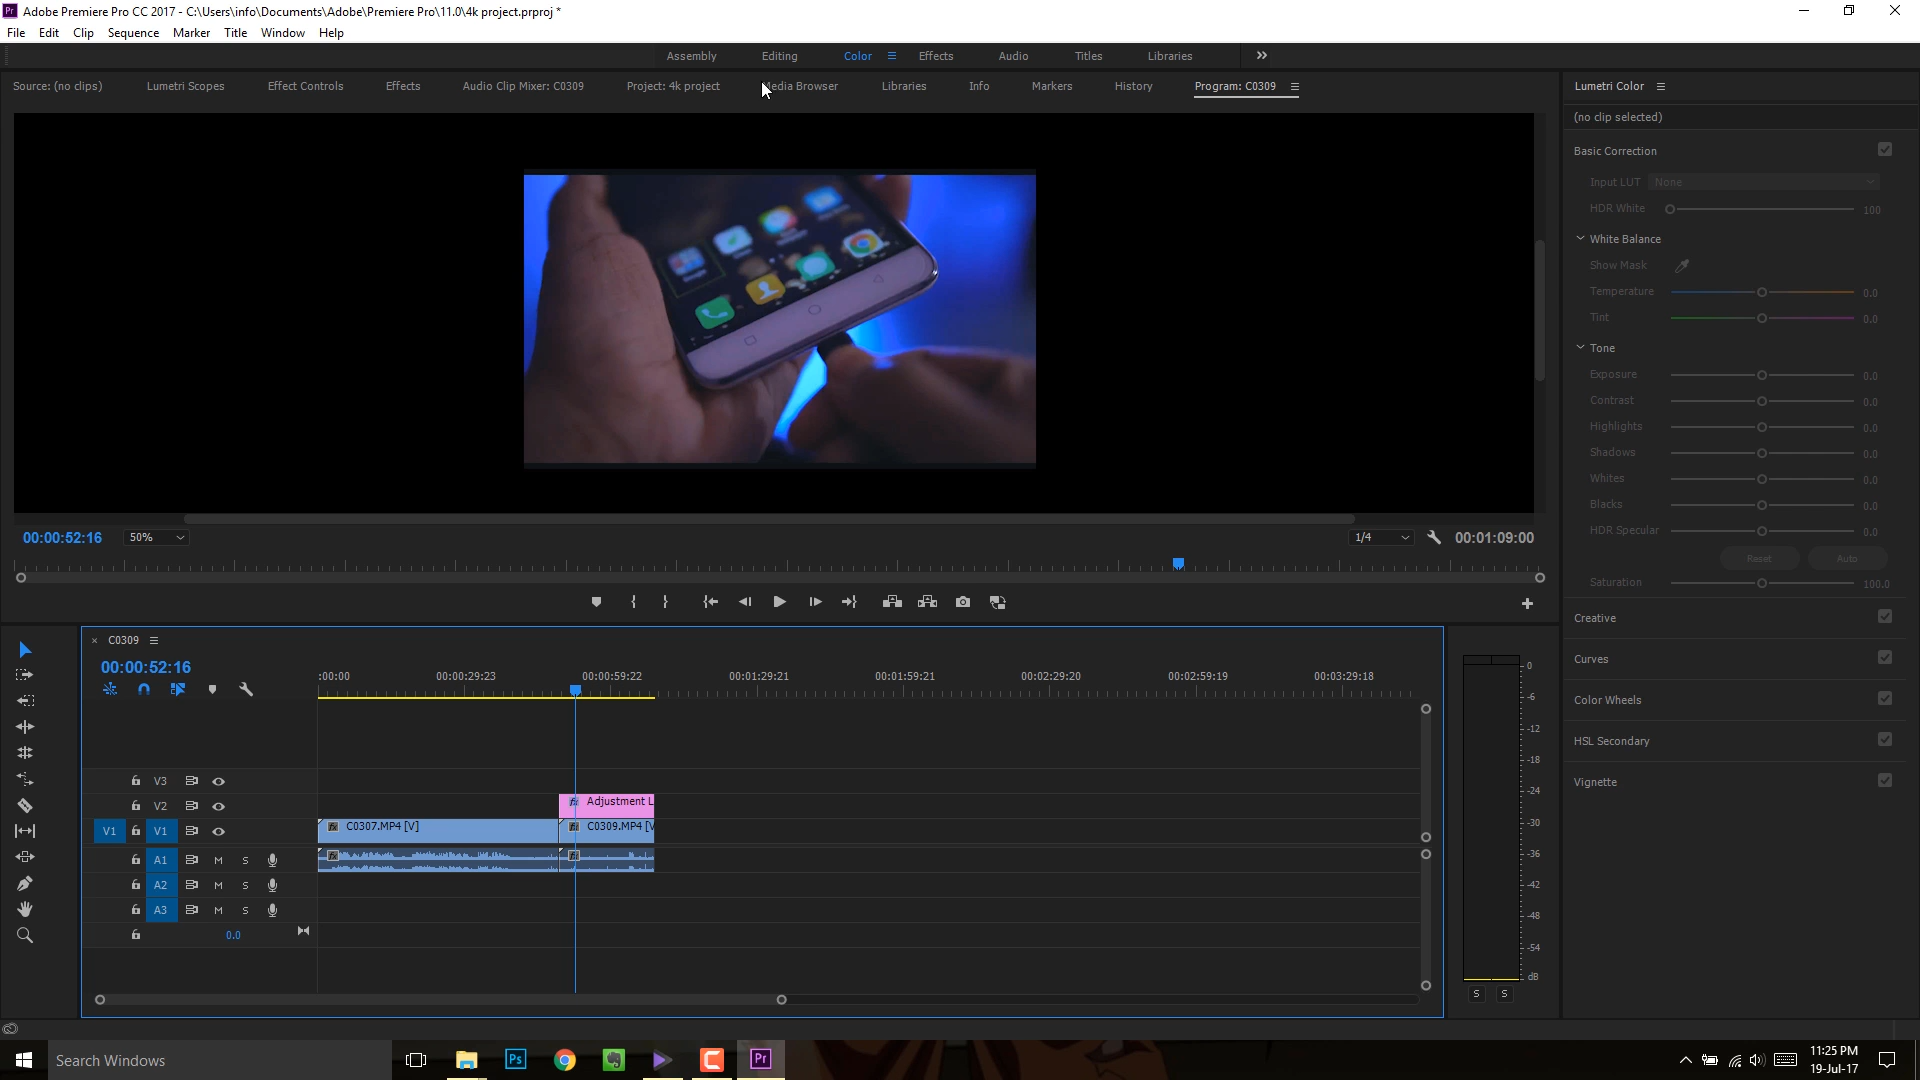 Adobe Premiere Pro CC 2017 - C:\Users\info\Documents\Adobe\Premiere Pro\11.0\4k project.prproj *
File Edit Clip Sequence Marker Title Window Help
Assembly Editing Color Effects Audio Titles Libraries
Source: (no clips) Lumetri Scopes Effect Controls Effects Audio Clip Mixer: C0309 Project: 4k project Media Browser Libraries Info Markers History Program: C0309
Lumetri Color
(no clip selected)
Basic Correction
Input LUT None
HDR White 100
White Balance
Show Mask
Temperature 0.0
Tint 0.0
Tone
Exposure 0.0
Contrast 0.0
Highlights 0.0
Shadows 0.0
Whites 0.0
Blacks 0.0
HDR Specular 0.0
Reset Auto
Saturation 100.0
Creative
Curves
Color Wheels
HSL Secondary
Vignette
00:00:52:16 50% 1/4 00:01:09:00
C0309
00:00:52:16
:00:00 00:00:29:23 00:00:59:22 00:01:29:21 00:01:59:21 00:02:29:20 00:02:59:19 00:03:29:18
V3
V2 fx Adjustment L
V1 V1 fx C0307.MP4 [V] fx C0309.MP4 [V
A1 M S
A2 M S
A3 M S
0.0
0
-6
-12
-18
-24
-30
-36
-42
-48
-54
dB
S S
Search Windows
Ps
Pr
11:25 PM
19-Jul-17